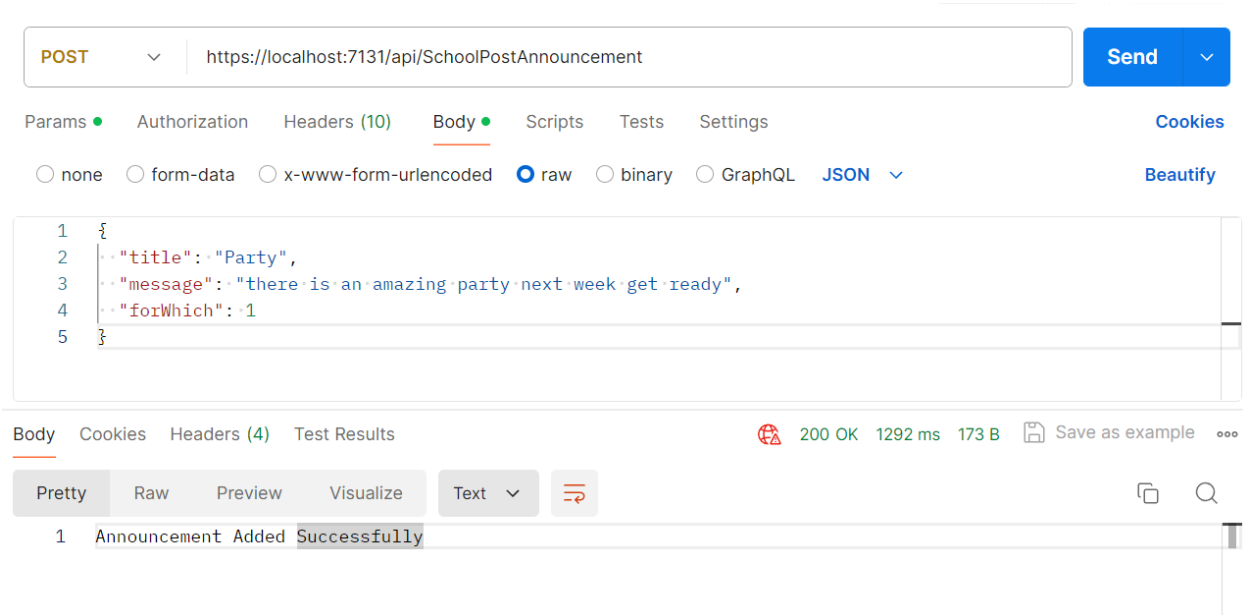 POST https://localhost:7131/api/SchoolPostAnnouncement Send
Params Authorization Headers (10) Body Scripts Tests Settings Cookies
none form-data x-www-form-urlencoded raw binary GraphQL JSON Beautify
1 {
2 "title": "Party",
3 "message": "there is an amazing party next week get ready",
4 "forWhich": 1
5 }
Body Cookies Headers (4) Test Results 200 OK 1292 ms 173 B Save as example
Pretty Raw Preview Visualize Text
1 Announcement Added Successfully